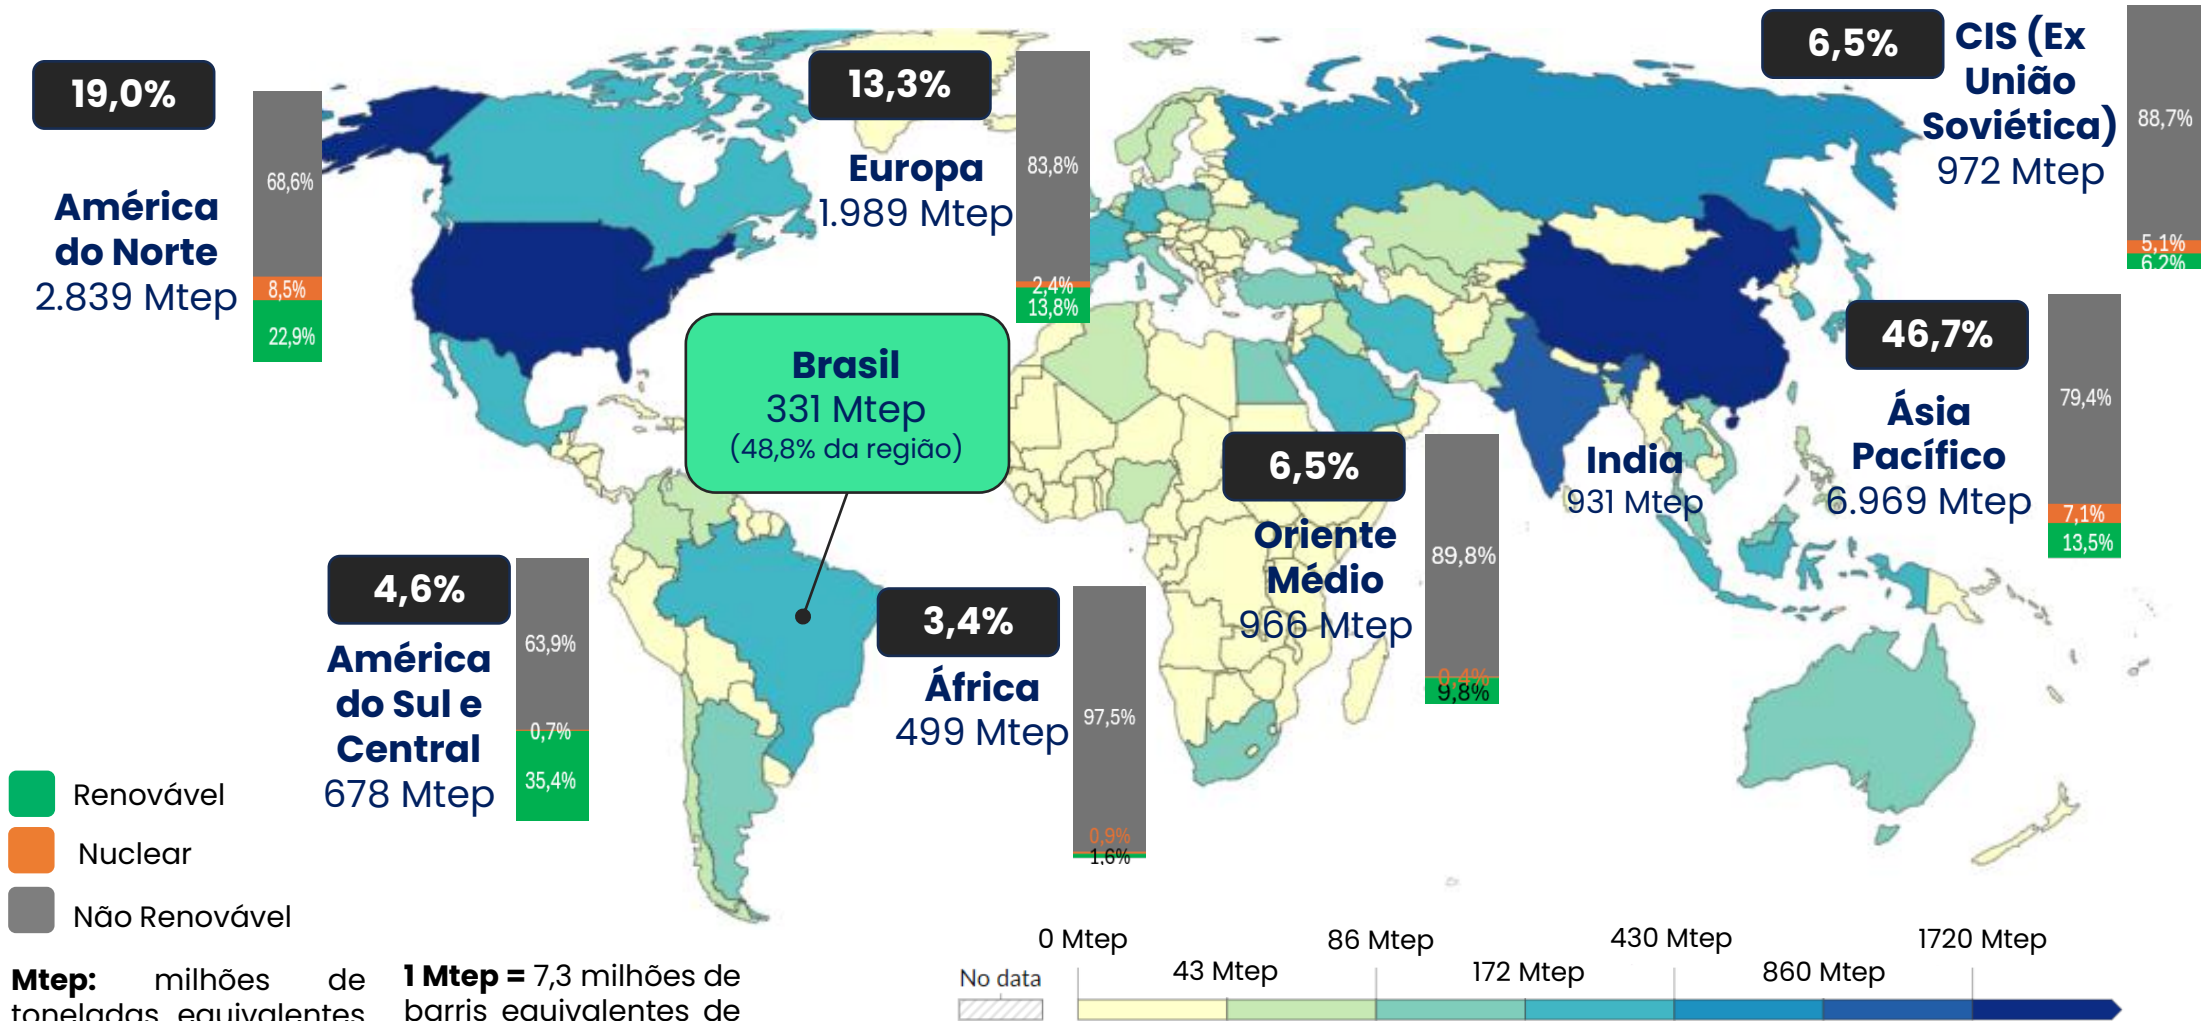 19,0%
América
do Norte
2.839 Mtep
68,6%
8,5%
22,9%
13,3%
Europa
1.989 Mtep
83,8%
2,4%
13,8%
6,5%
CIS (Ex
União
Soviética)
972 Mtep
88,7%
5,1%
6,2%
Brasil
331 Mtep
(48,8% da região)
46,7%
Ásia
Pacífico
6.969 Mtep
79,4%
7,1%
13,5%
India
931 Mtep
6,5%
Oriente
Médio
966 Mtep
89,8%
0,4%
9,8%
4,6%
América
do Sul e
Central
678 Mtep
63,9%
0,7%
35,4%
3,4%
África
499 Mtep
97,5%
0,9%
1,6%
Renovável
Nuclear
Não Renovável
Mtep: milhões de
toneladas equivalentes
1 Mtep = 7,3 milhões de
barris equivalentes de
No data
0 Mtep
43 Mtep
86 Mtep
172 Mtep
430 Mtep
860 Mtep
1720 Mtep